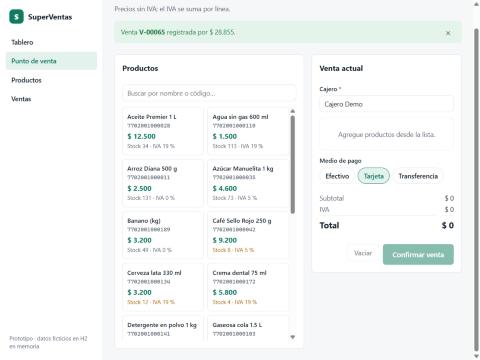 S SuperVentas
Tablero
Punto de venta
Productos
Ventas
Prototipo · datos ficticios en H2
en memoria
Precios sin IVA; el IVA se suma por línea.
Venta V-00065 registrada por $ 28.855.
×
Productos
Buscar por nombre o código...
Aceite Premier 1 L
7702001000028
$ 12.500
Stock 34 · IVA 19 %
Agua sin gas 600 ml
7702001000110
$ 1.500
Stock 113 · IVA 19 %
Arroz Diana 500 g
7702001000011
$ 2.500
Stock 131 · IVA 0 %
Azúcar Manuelita 1 kg
7702001000035
$ 4.600
Stock 73 · IVA 5 %
Banano (kg)
7702001000189
$ 3.200
Stock 49 · IVA 0 %
Café Sello Rojo 250 g
7702001000042
$ 9.200
Stock 8 · IVA 5 %
Cerveza lata 330 ml
7702001000134
$ 3.200
Stock 12 · IVA 19 %
Crema dental 75 ml
7702001000172
$ 5.800
Stock 4 · IVA 19 %
Detergente en polvo 1 kg
7702001000141
Gaseosa cola 1.5 L
7702001000103
Venta actual
Cajero *
Cajero Demo
Agregue productos desde la lista.
Medio de pago
Efectivo
Tarjeta
Transferencia
Subtotal $ 0
IVA $ 0
Total $ 0
Vaciar
Confirmar venta